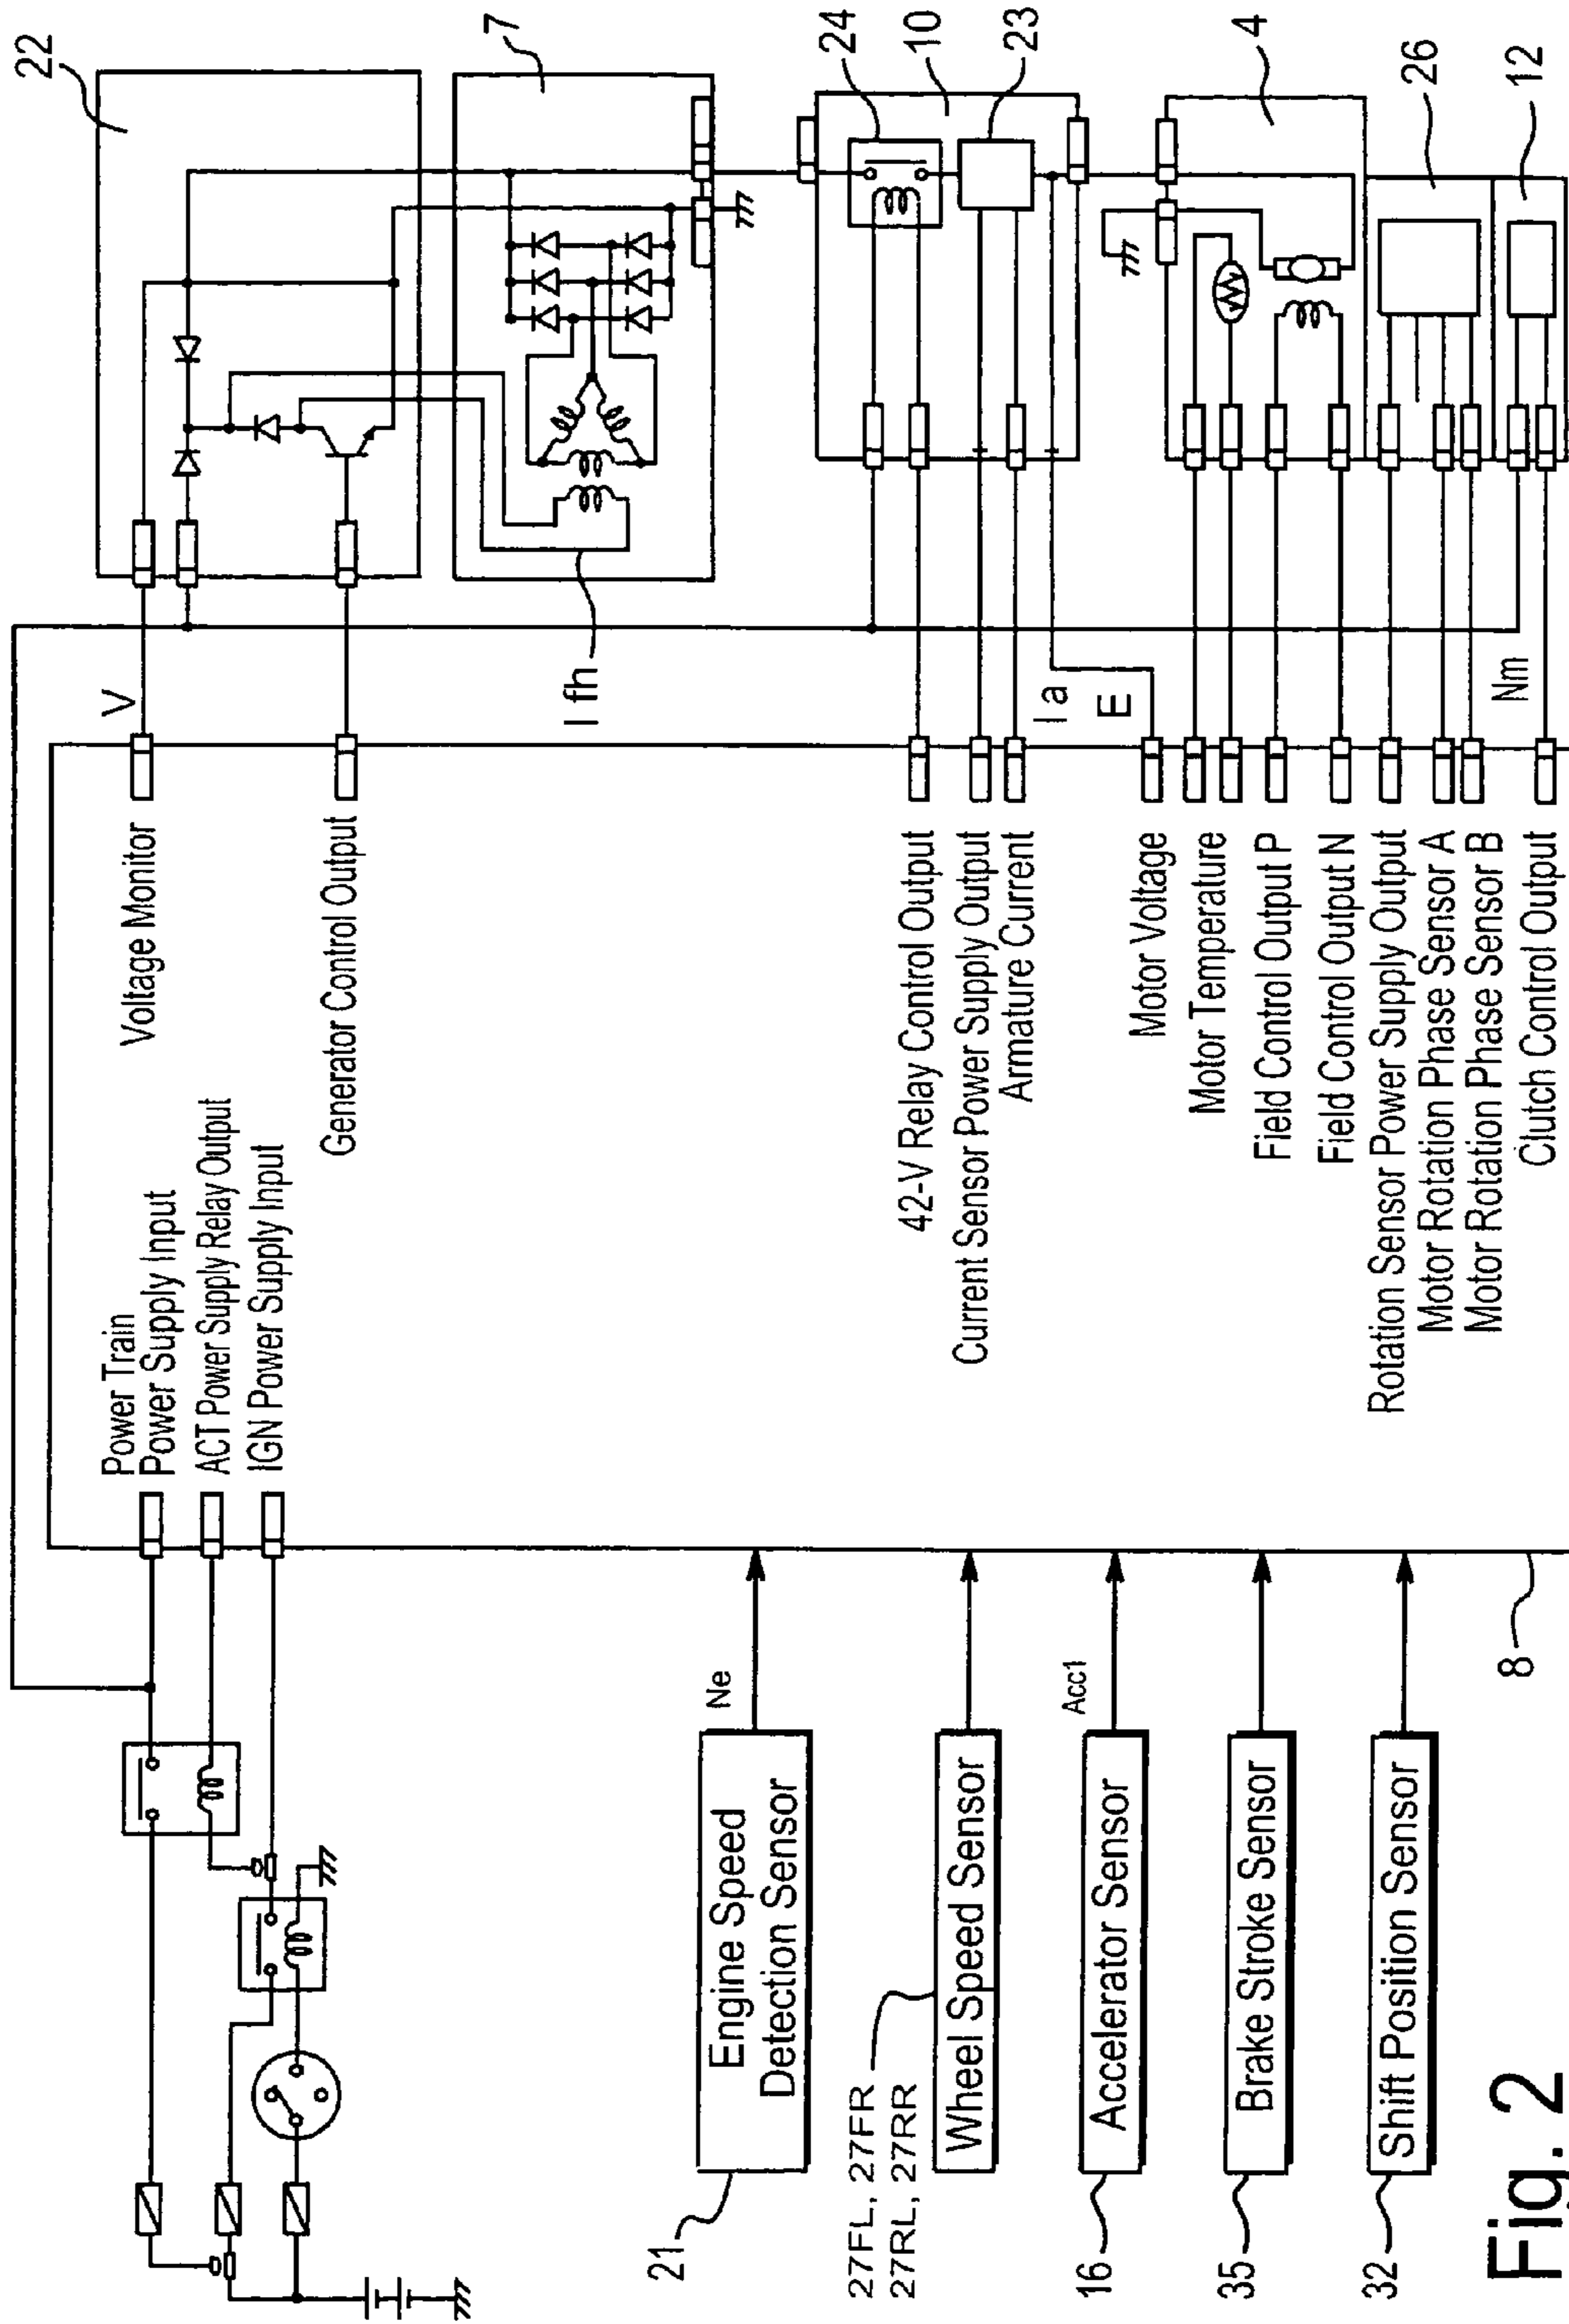 22
7
24
10
23
4
26
12
V
I fh
I a
E
Nm
Voltage Monitor
Generator Control Output
42-V Relay Control Output
Current Sensor Power Supply Output
Armature Current
Motor Voltage
Motor Temperature
Field Control Output P
Field Control Output N
Rotation Sensor Power Supply Output
Motor Rotation Phase Sensor A
Motor Rotation Phase Sensor B
Clutch Control Output
Power Train
Power Supply Input
ACT Power Supply Relay Output
IGN Power Supply Input
Ne
Acc1
8
Engine Speed
Detection Sensor
21
Wheel Speed Sensor
27FL, 27FR
27RL, 27RR
Accelerator Sensor
16
Brake Stroke Sensor
35
Shift Position Sensor
32
Fig. 2